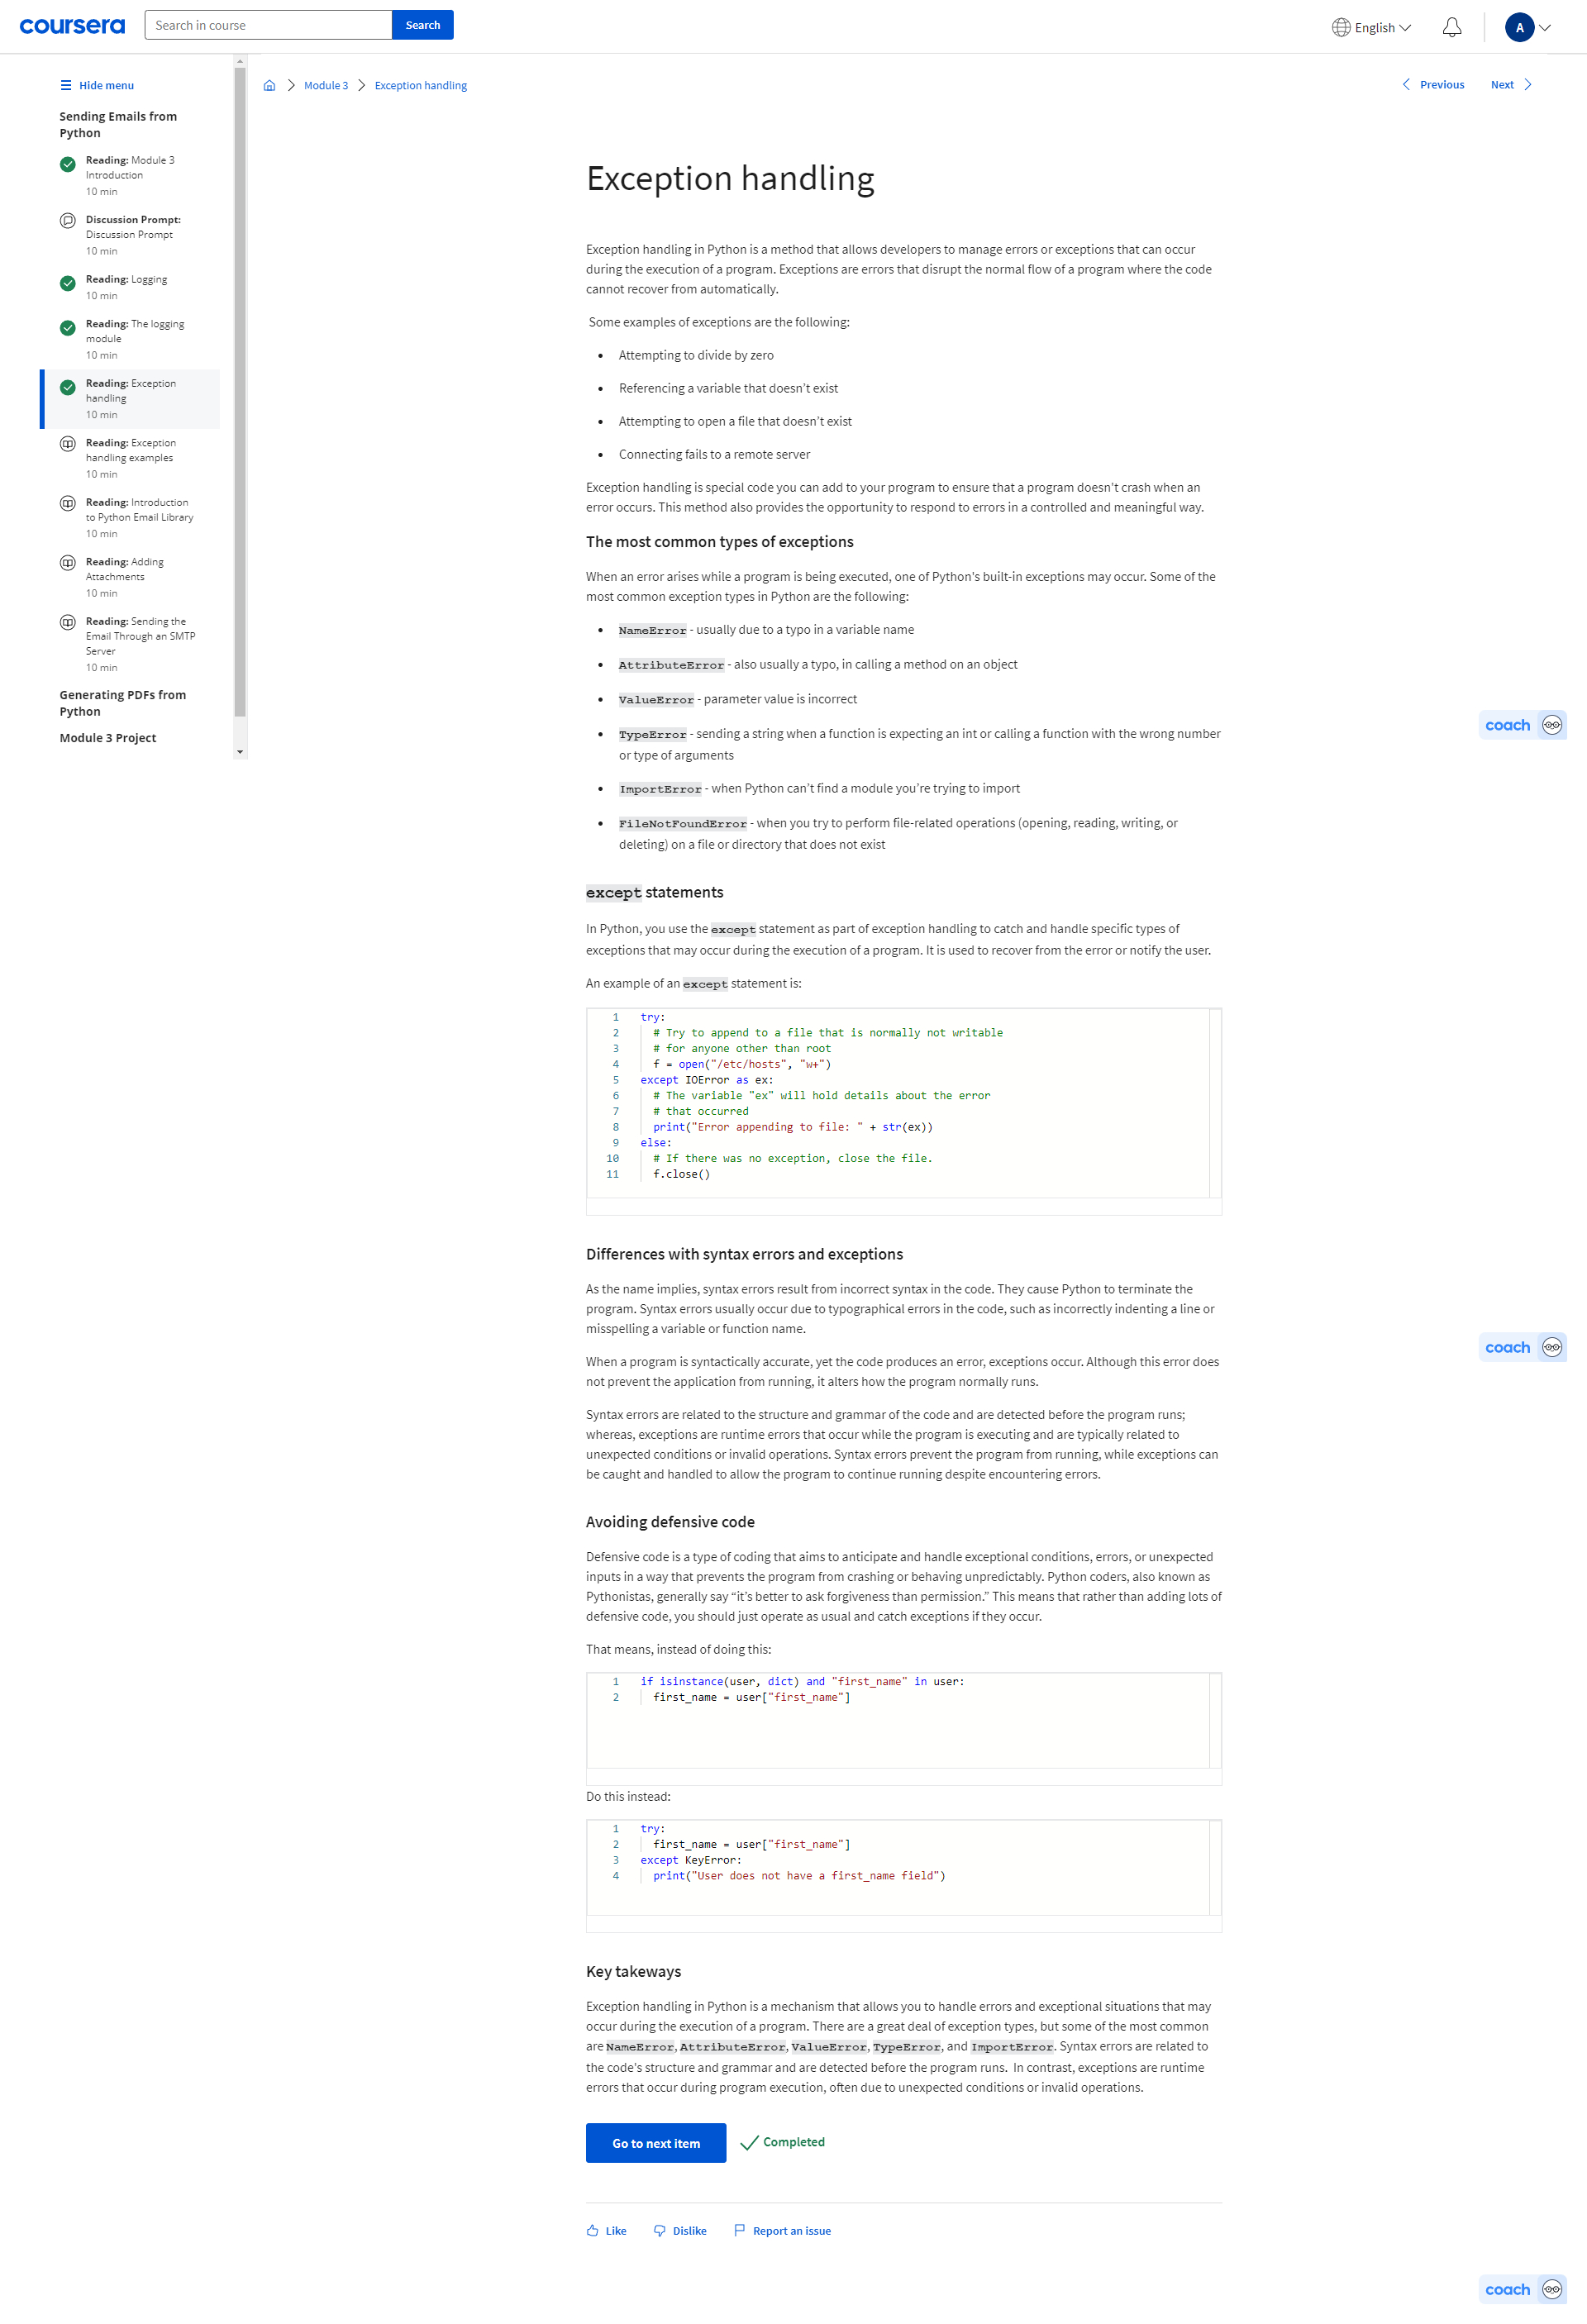 coursera
Search in course
Search
English
A
Hide menu
Sending Emails from
Python
Reading: Module 3
Introduction
10 min
Discussion Prompt:
Discussion Prompt
10 min
Reading: Logging
10 min
Reading: The logging
module
10 min
Reading: Exception
handling
10 min
Reading: Exception
handling examples
10 min
Reading: Introduction
to Python Email Library
10 min
Reading: Adding
Attachments
10 min
Reading: Sending the
Email Through an SMTP
Server
10 min
Generating PDFs from
Python
Module 3 Project
Module 3
Exception handling
Previous
Next
Exception handling
Exception handling in Python is a method that allows developers to manage errors or exceptions that can occur
during the execution of a program. Exceptions are errors that disrupt the normal flow of a program where the code
cannot recover from automatically.
Some examples of exceptions are the following:
• Attempting to divide by zero
• Referencing a variable that doesn’t exist
• Attempting to open a file that doesn’t exist
• Connecting fails to a remote server
Exception handling is special code you can add to your program to ensure that a program doesn't crash when an
error occurs. This method also provides the opportunity to respond to errors in a controlled and meaningful way.
The most common types of exceptions
When an error arises while a program is being executed, one of Python's built-in exceptions may occur. Some of the
most common exception types in Python are the following:
• NameError - usually due to a typo in a variable name
• AttributeError - also usually a typo, in calling a method on an object
• ValueError - parameter value is incorrect
• TypeError - sending a string when a function is expecting an int or calling a function with the wrong number
or type of arguments
• ImportError - when Python can’t find a module you’re trying to import
• FileNotFoundError - when you try to perform file-related operations (opening, reading, writing, or
deleting) on a file or directory that does not exist
except statements
In Python, you use the except statement as part of exception handling to catch and handle specific types of
exceptions that may occur during the execution of a program. It is used to recover from the error or notify the user.
An example of an except statement is:
1 try:
2 # Try to append to a file that is normally not writable
3 # for anyone other than root
4 f = open("/etc/hosts", "w+")
5 except IOError as ex:
6 # The variable "ex" will hold details about the error
7 # that occurred
8 print("Error appending to file: " + str(ex))
9 else:
10 # If there was no exception, close the file.
11 f.close()
Differences with syntax errors and exceptions
As the name implies, syntax errors result from incorrect syntax in the code. They cause Python to terminate the
program. Syntax errors usually occur due to typographical errors in the code, such as incorrectly indenting a line or
misspelling a variable or function name.
When a program is syntactically accurate, yet the code produces an error, exceptions occur. Although this error does
not prevent the application from running, it alters how the program normally runs.
Syntax errors are related to the structure and grammar of the code and are detected before the program runs;
whereas, exceptions are runtime errors that occur while the program is executing and are typically related to
unexpected conditions or invalid operations. Syntax errors prevent the program from running, while exceptions can
be caught and handled to allow the program to continue running despite encountering errors.
Avoiding defensive code
Defensive code is a type of coding that aims to anticipate and handle exceptional conditions, errors, or unexpected
inputs in a way that prevents the program from crashing or behaving unpredictably. Python coders, also known as
Pythonistas, generally say “it’s better to ask forgiveness than permission.” This means that rather than adding lots of
defensive code, you should just operate as usual and catch exceptions if they occur.
That means, instead of doing this:
1 if isinstance(user, dict) and "first_name" in user:
2 first_name = user["first_name"]
Do this instead:
1 try:
2 first_name = user["first_name"]
3 except KeyError:
4 print("User does not have a first_name field")
Key takeways
Exception handling in Python is a mechanism that allows you to handle errors and exceptional situations that may
occur during the execution of a program. There are a great deal of exception types, but some of the most common
are NameError, AttributeError, ValueError, TypeError, and ImportError. Syntax errors are related to
the code's structure and grammar and are detected before the program runs. In contrast, exceptions are runtime
errors that occur during program execution, often due to unexpected conditions or invalid operations.
Go to next item
Completed
Like
Dislike
Report an issue
coach
coach
coach